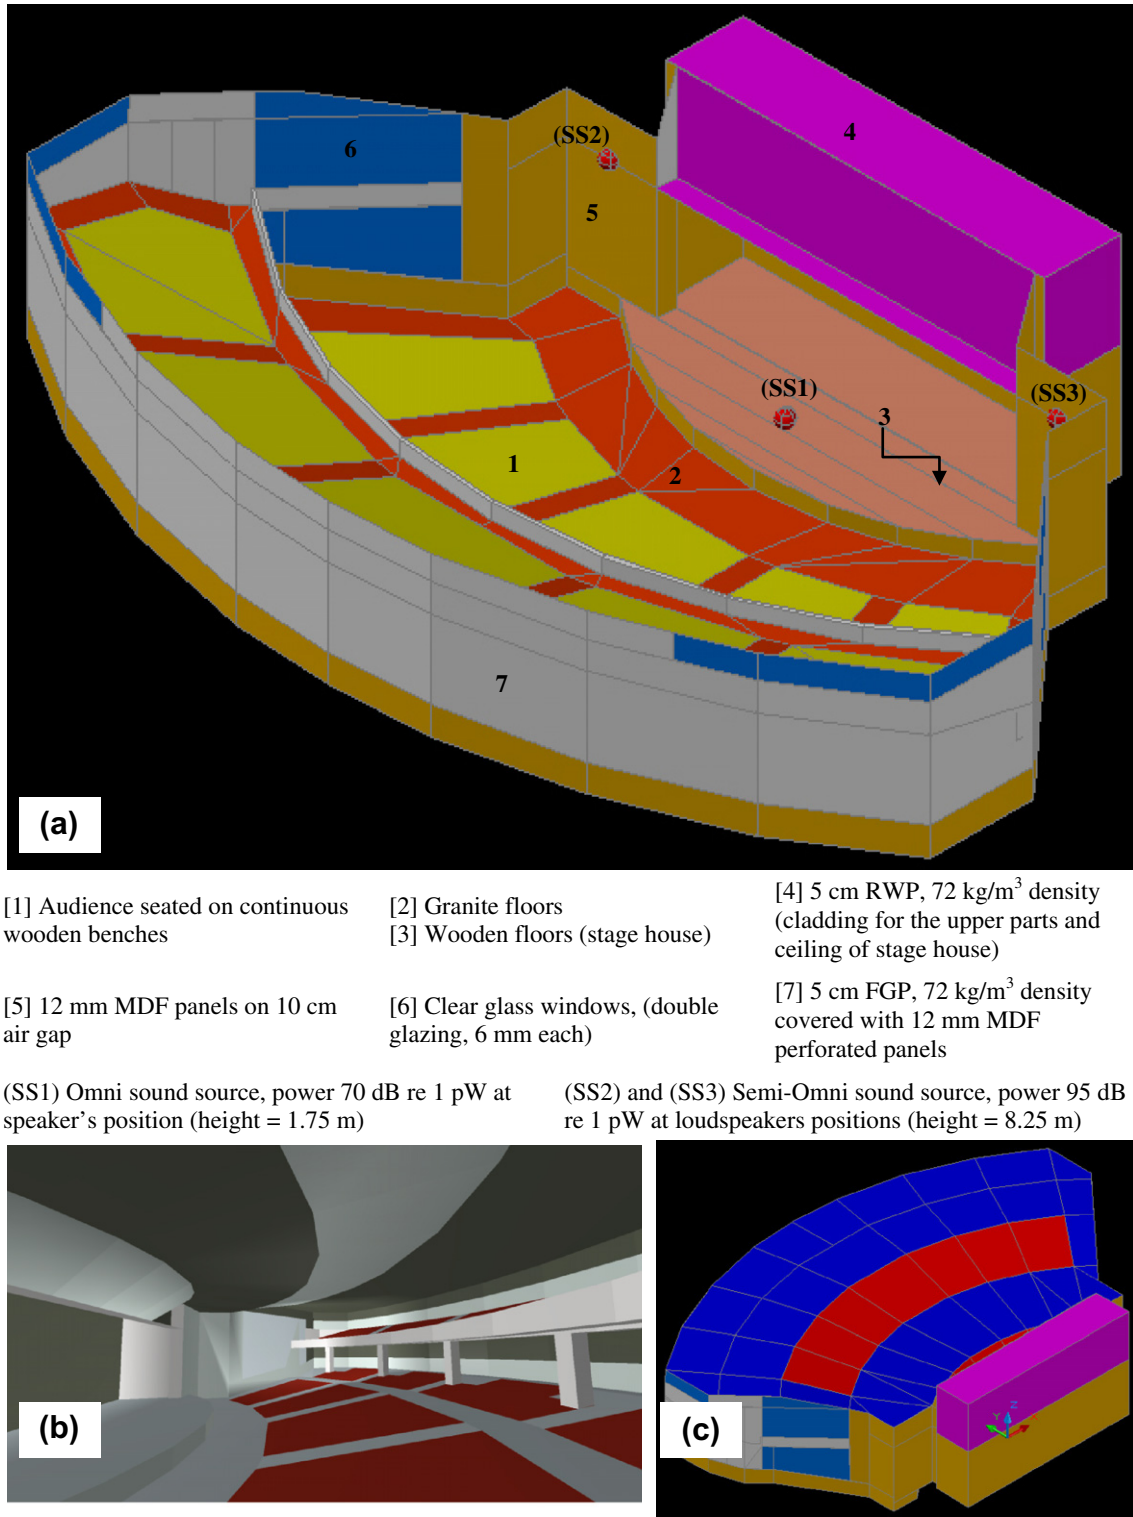 (SS2)
4
6
5
(SS1)
(SS3)
3
1
2
7
(a)
[1] Audience seated on continuous
wooden benches
[2] Granite floors
[3] Wooden floors (stage house)
[4] 5 cm RWP, 72 kg/m³ density
(cladding for the upper parts and
ceiling of stage house)
[5] 12 mm MDF panels on 10 cm
air gap
[6] Clear glass windows, (double
glazing, 6 mm each)
[7] 5 cm FGP, 72 kg/m³ density
covered with 12 mm MDF
perforated panels
(SS1) Omni sound source, power 70 dB re 1 pW at
speaker's position (height = 1.75 m)
(SS2) and (SS3) Semi-Omni sound source, power 95 dB
re 1 pW at loudspeakers positions (height = 8.25 m)
(b)
(c)
Z
Y